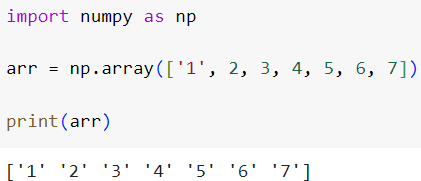 import numpy as np
arr = np.array(['1', 2, 3, 4, 5, 6, 7])
print(arr)
['1' '2' '3' '4' '5' '6' '7']